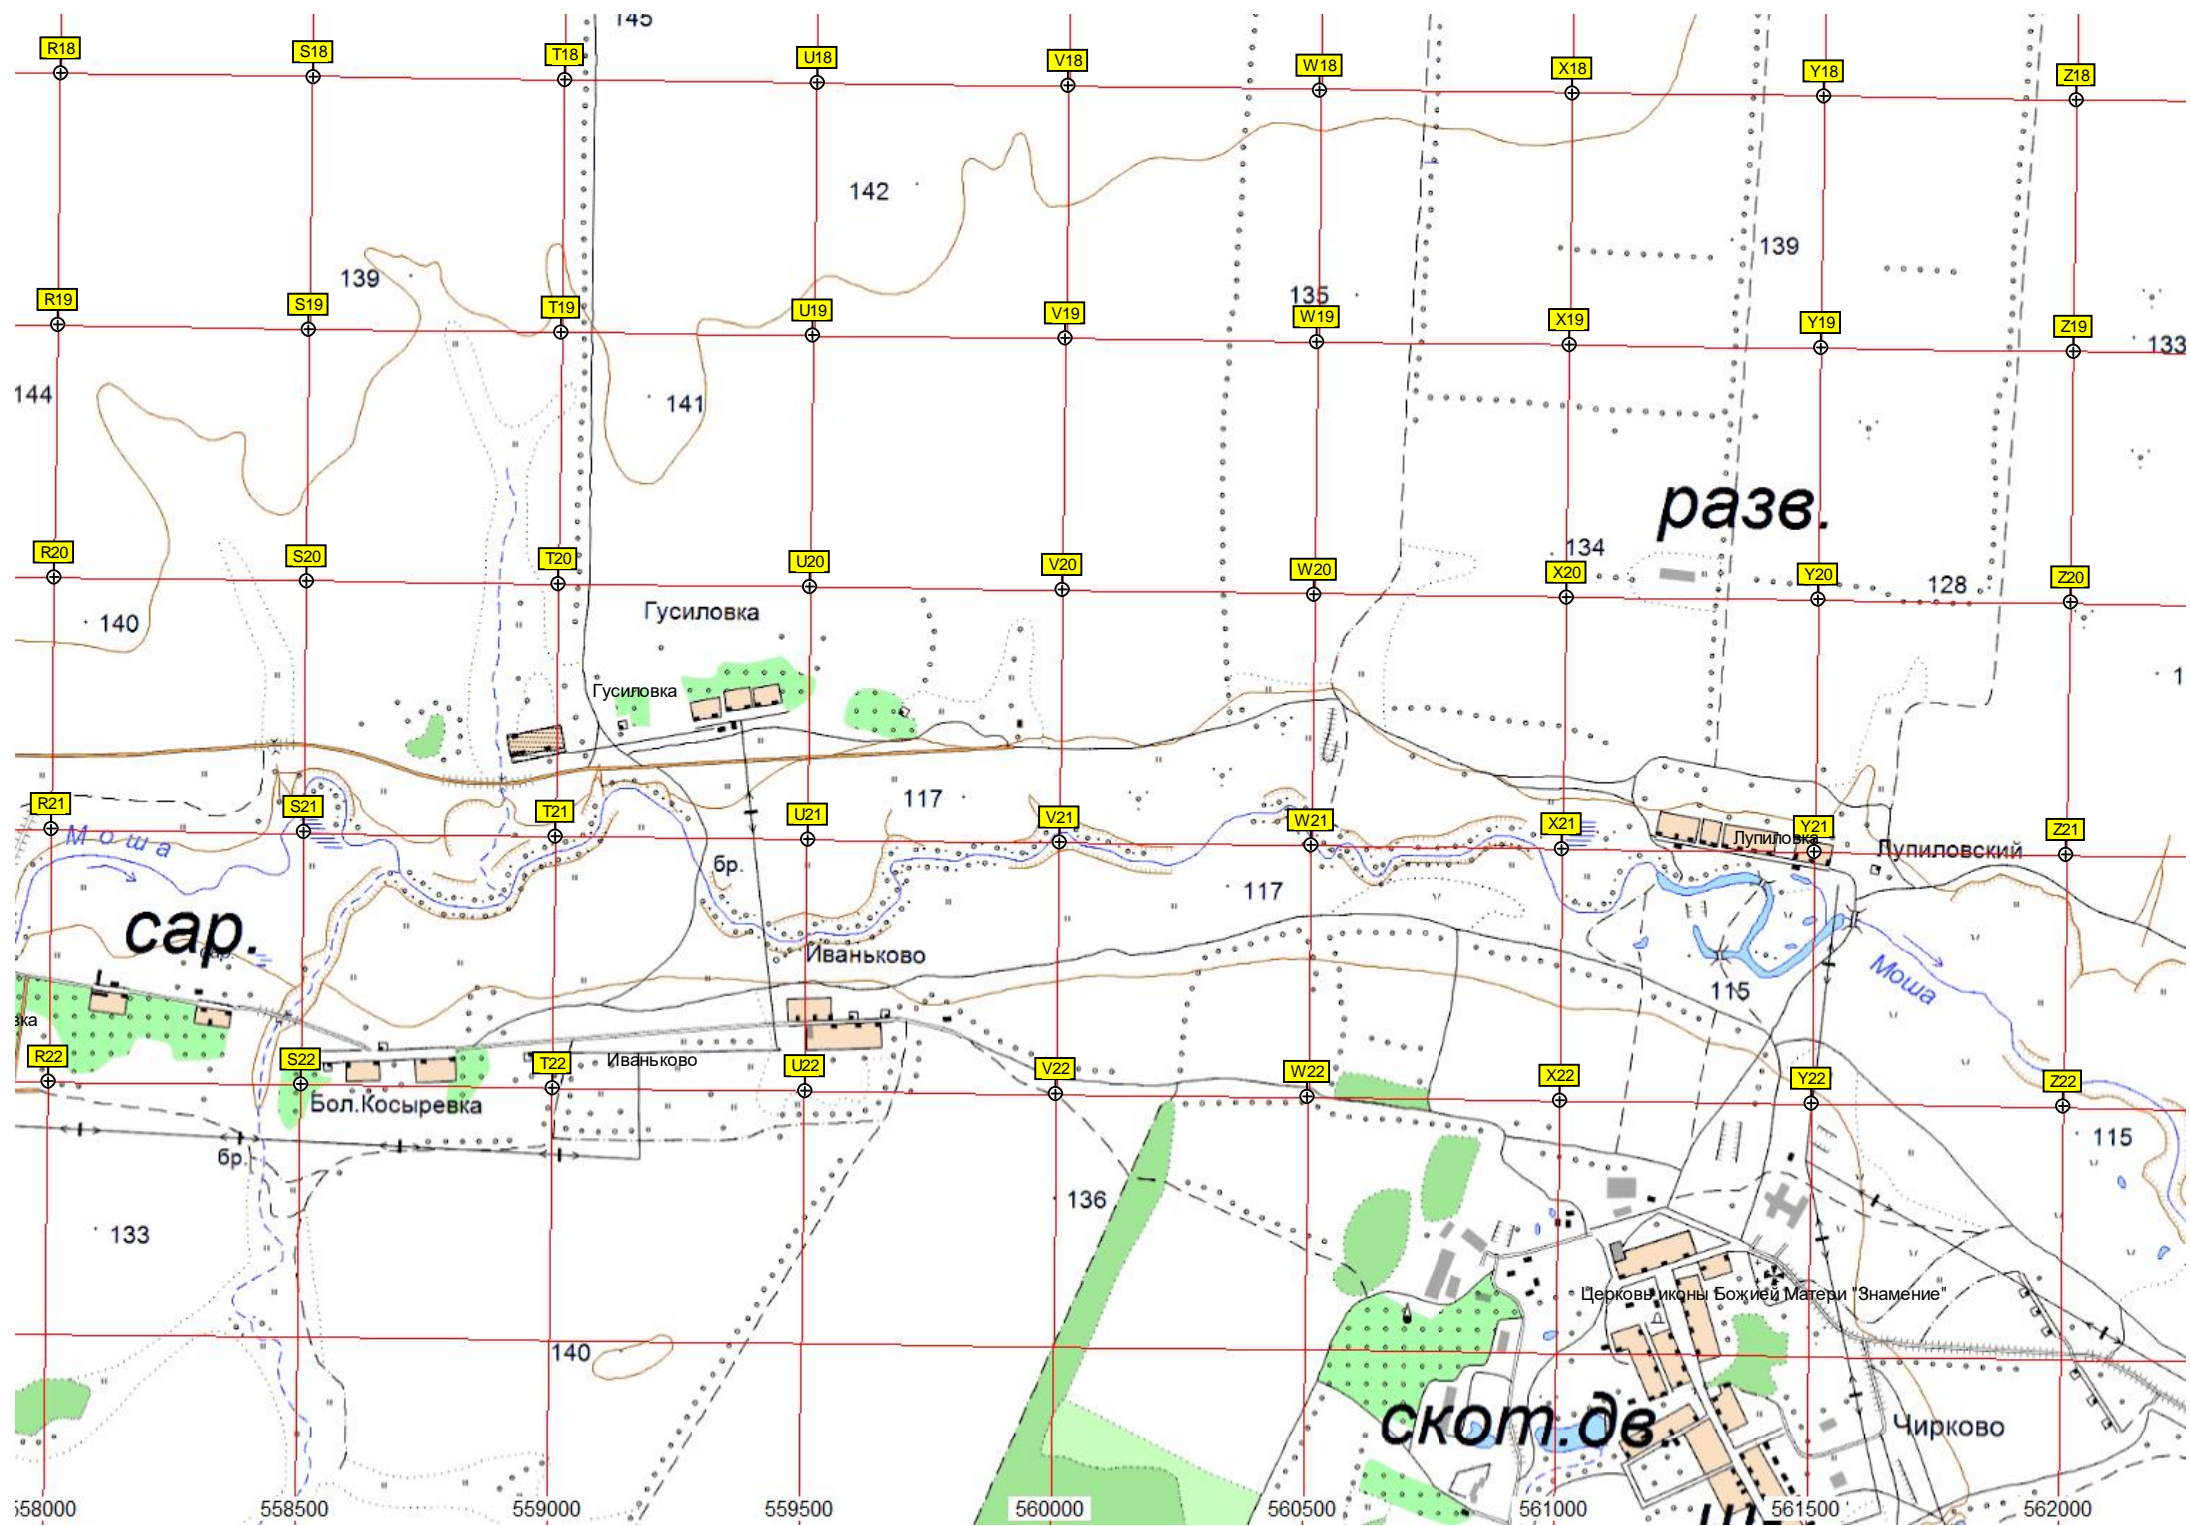 145
R18 S18 T18 U18 V18 W18 X18 Y18 Z18
142
139
139
135
R19 S19 T19 U19 V19 W19 X19 Y19 Z19
133
144
141
разв.
134
R20 S20 T20 U20 V20 W20 X20 Y20 Z20
128
140
Гусиловка
Гусиловка
117
R21 S21 T21 U21 V21 W21 X21 Y21 Z21
Моша
Лупиловка
Лупиловский
бр.
117
сар.
сар.
Иваньково
Моша
115
вка
R22 S22 T22 U22 V22 W22 X22 Y22 Z22
Иваньково
Бол.Косыревка
115
бр.
136
133
Церковь иконы Божией Матери "Знамение"
140
скот.дв.
Чирково
558000 558500 559000 559500 560000 560500 561000 561500 562000